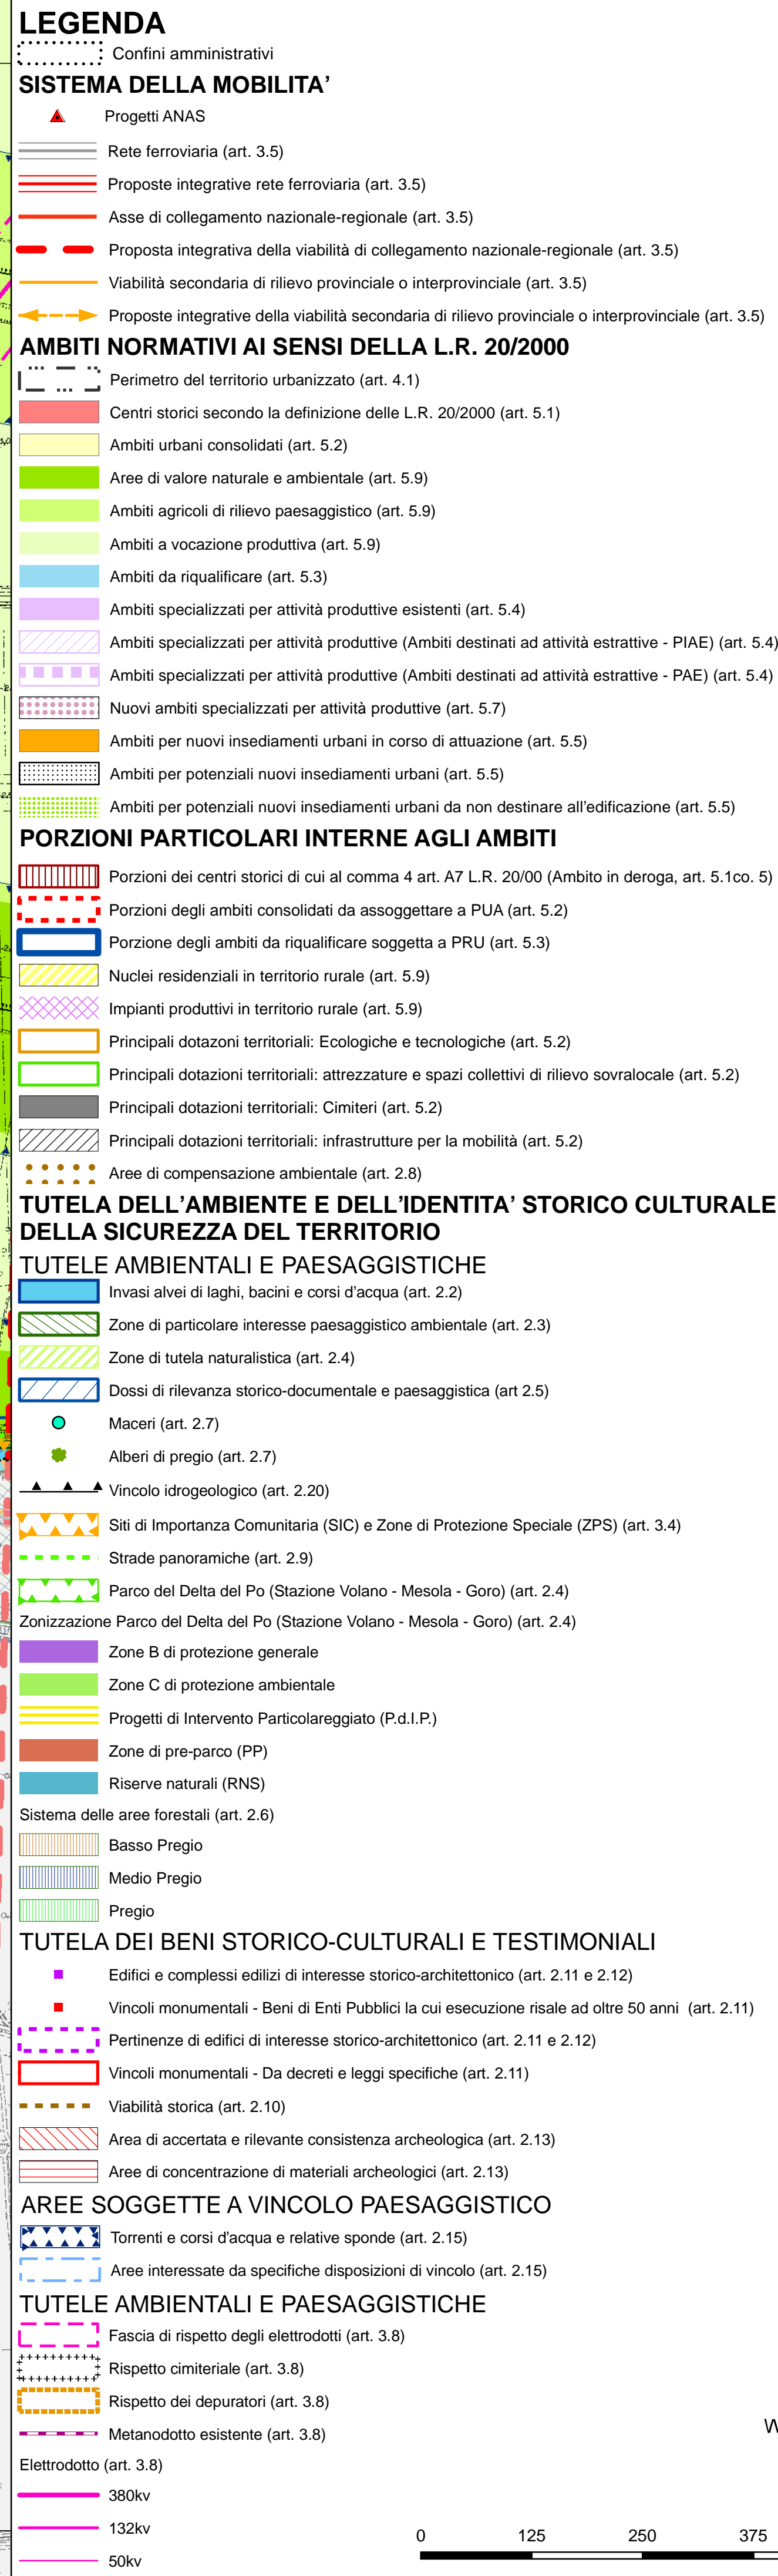 LEGENDA
Confini amministrativi
SISTEMA DELLA MOBILITA’
Progetti ANAS
Rete ferroviaria (art. 3.5)
Proposte integrative rete ferroviaria (art. 3.5)
Asse di collegamento nazionale-regionale (art. 3.5)
Proposta integrativa della viabilità di collegamento nazionale-regionale (art. 3.5)
Viabilità secondaria di rilievo provinciale o interprovinciale (art. 3.5)
Proposte integrative della viabilità secondaria di rilievo provinciale o interprovinciale (art. 3.5)
AMBITI NORMATIVI AI SENSI DELLA L.R. 20/2000
Perimetro del territorio urbanizzato (art. 4.1)
Centri storici secondo la definizione delle L.R. 20/2000 (art. 5.1)
Ambiti urbani consolidati (art. 5.2)
Aree di valore naturale e ambientale (art. 5.9)
Ambiti agricoli di rilievo paesaggistico (art. 5.9)
Ambiti a vocazione produttiva (art. 5.9)
Ambiti da riqualificare (art. 5.3)
Ambiti specializzati per attività produttive esistenti (art. 5.4)
Ambiti specializzati per attività produttive (Ambiti destinati ad attività estrattive - PIAE) (art. 5.4)
Ambiti specializzati per attività produttive (Ambiti destinati ad attività estrattive - PAE) (art. 5.4)
Nuovi ambiti specializzati per attività produttive (art. 5.7)
Ambiti per nuovi insediamenti urbani in corso di attuazione (art. 5.5)
Ambiti per potenziali nuovi insediamenti urbani (art. 5.5)
Ambiti per potenziali nuovi insediamenti urbani da non destinare all’edificazione (art. 5.5)
PORZIONI PARTICOLARI INTERNE AGLI AMBITI
Porzioni dei centri storici di cui al comma 4 art. A7 L.R. 20/00 (Ambito in deroga, art. 5.1co. 5)
Porzioni degli ambiti consolidati da assoggettare a PUA (art. 5.2)
Porzione degli ambiti da riqualificare soggetta a PRU (art. 5.3)
Nuclei residenziali in territorio rurale (art. 5.9)
Impianti produttivi in territorio rurale (art. 5.9)
Principali dotazoni territoriali: Ecologiche e tecnologiche (art. 5.2)
Principali dotazioni territoriali: attrezzature e spazi collettivi di rilievo sovralocale (art. 5.2)
Principali dotazioni territoriali: Cimiteri (art. 5.2)
Principali dotazioni territoriali: infrastrutture per la mobilità (art. 5.2)
Aree di compensazione ambientale (art. 2.8)
TUTELA DELL’AMBIENTE E DELL’IDENTITA’ STORICO CULTURALE
DELLA SICUREZZA DEL TERRITORIO
TUTELE AMBIENTALI E PAESAGGISTICHE
Invasi alvei di laghi, bacini e corsi d’acqua (art. 2.2)
Zone di particolare interesse paesaggistico ambientale (art. 2.3)
Zone di tutela naturalistica (art. 2.4)
Dossi di rilevanza storico-documentale e paesaggistica (art 2.5)
Maceri (art. 2.7)
Alberi di pregio (art. 2.7)
Vincolo idrogeologico (art. 2.20)
Siti di Importanza Comunitaria (SIC) e Zone di Protezione Speciale (ZPS) (art. 3.4)
Strade panoramiche (art. 2.9)
Parco del Delta del Po (Stazione Volano - Mesola - Goro) (art. 2.4)
Zonizzazione Parco del Delta del Po (Stazione Volano - Mesola - Goro) (art. 2.4)
Zone B di protezione generale
Zone C di protezione ambientale
Progetti di Intervento Particolareggiato (P.d.I.P.)
Zone di pre-parco (PP)
Riserve naturali (RNS)
Sistema delle aree forestali (art. 2.6)
Basso Pregio
Medio Pregio
Pregio
TUTELA DEI BENI STORICO-CULTURALI E TESTIMONIALI
Edifici e complessi edilizi di interesse storico-architettonico (art. 2.11 e 2.12)
Vincoli monumentali - Beni di Enti Pubblici la cui esecuzione risale ad oltre 50 anni  (art. 2.11)
Pertinenze di edifici di interesse storico-architettonico (art. 2.11 e 2.12)
Vincoli monumentali - Da decreti e leggi specifiche (art. 2.11)
Viabilità storica (art. 2.10)
Area di accertata e rilevante consistenza archeologica (art. 2.13)
Aree di concentrazione di materiali archeologici (art. 2.13)
AREE SOGGETTE A VINCOLO PAESAGGISTICO
Torrenti e corsi d’acqua e relative sponde (art. 2.15)
Aree interessate da specifiche disposizioni di vincolo (art. 2.15)
TUTELE AMBIENTALI E PAESAGGISTICHE
Fascia di rispetto degli elettrodotti (art. 3.8)
Rispetto cimiteriale (art. 3.8)
Rispetto dei depuratori (art. 3.8)
Metanodotto esistente (art. 3.8)
Elettrodotto (art. 3.8)
380kv
132kv
50kv
0 125 250 375